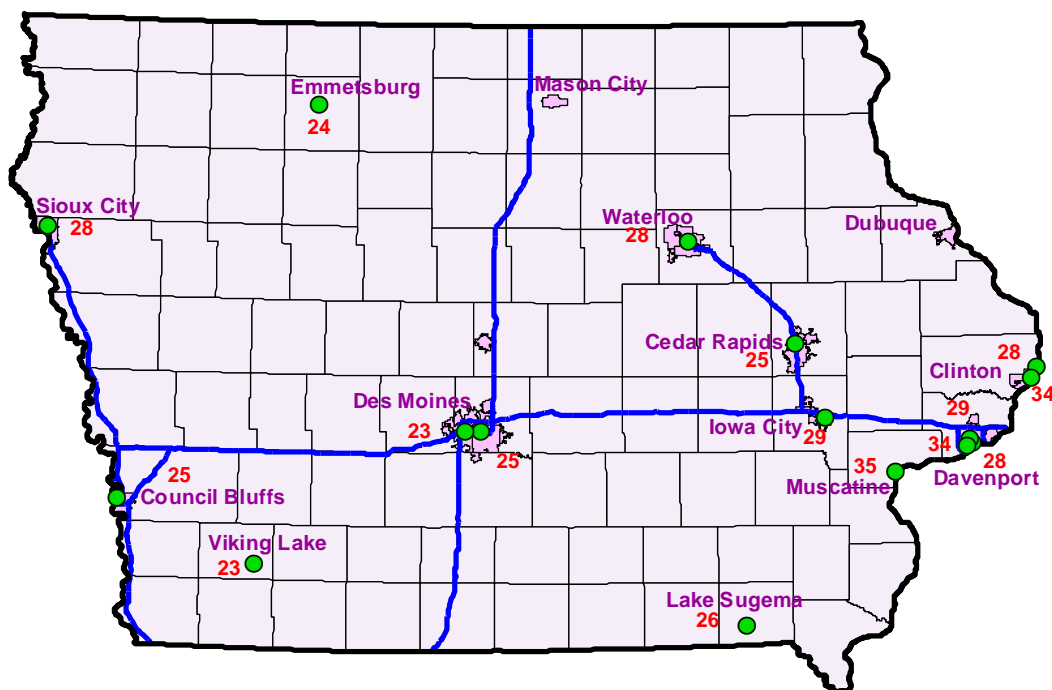 Mason City
Emmetsburg
24
Sioux City
28
Waterloo
28
Dubuque
Cedar Rapids
25
28
Clinton
34
Des Moines
23
25
29
Iowa City
29
34
28
Davenport
35
Muscatine
25
Council Bluffs
Viking Lake
23
Lake Sugema
26